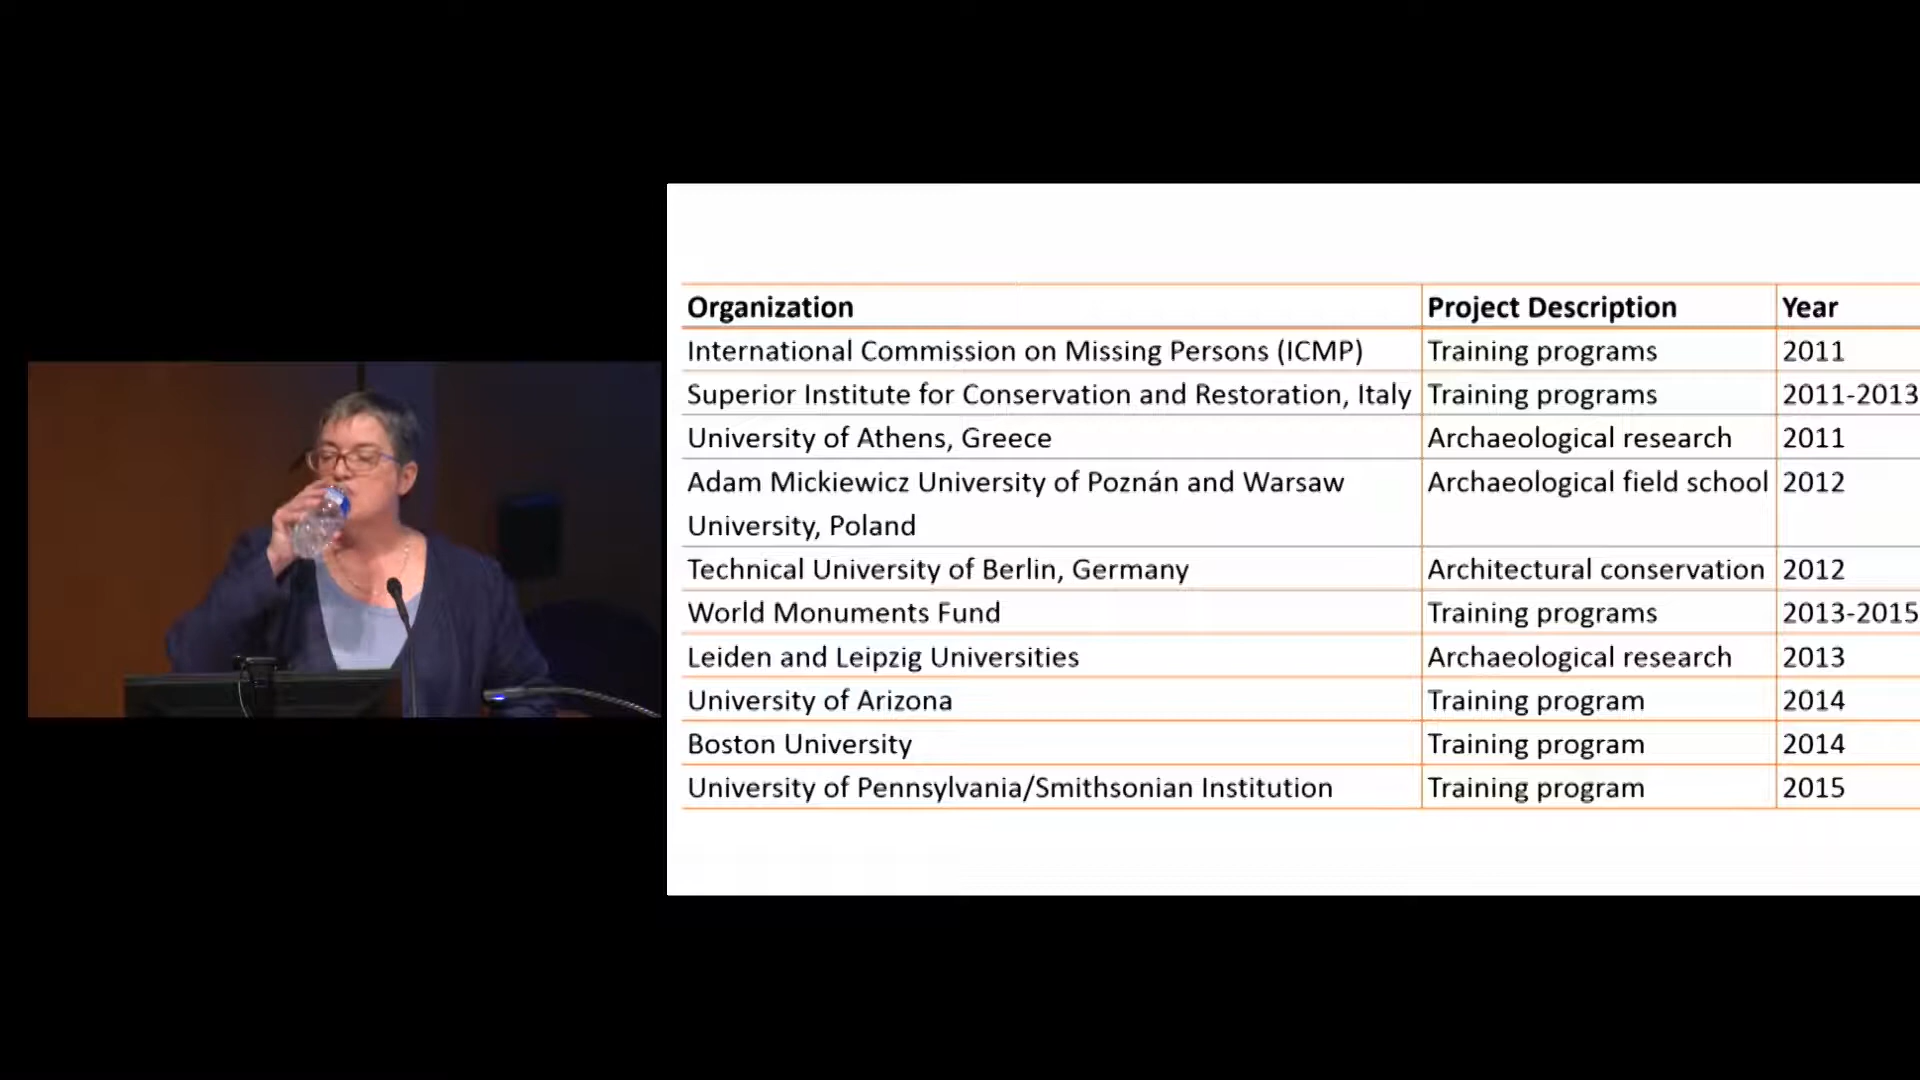 Organization Project Description Year
International Commission on Missing Persons (ICMP) Training programs 2011
Superior Institute for Conservation and Restoration, Italy Training programs 2011-2013
University of Athens, Greece Archaeological research 2011
Adam Mickiewicz University of Poznán and Warsaw Archaeological field school 2012
University, Poland
Technical University of Berlin, Germany Architectural conservation 2012
World Monuments Fund Training programs 2013-2015
Leiden and Leipzig Universities Archaeological research 2013
University of Arizona Training program 2014
Boston University Training program 2014
University of Pennsylvania/Smithsonian Institution Training program 2015